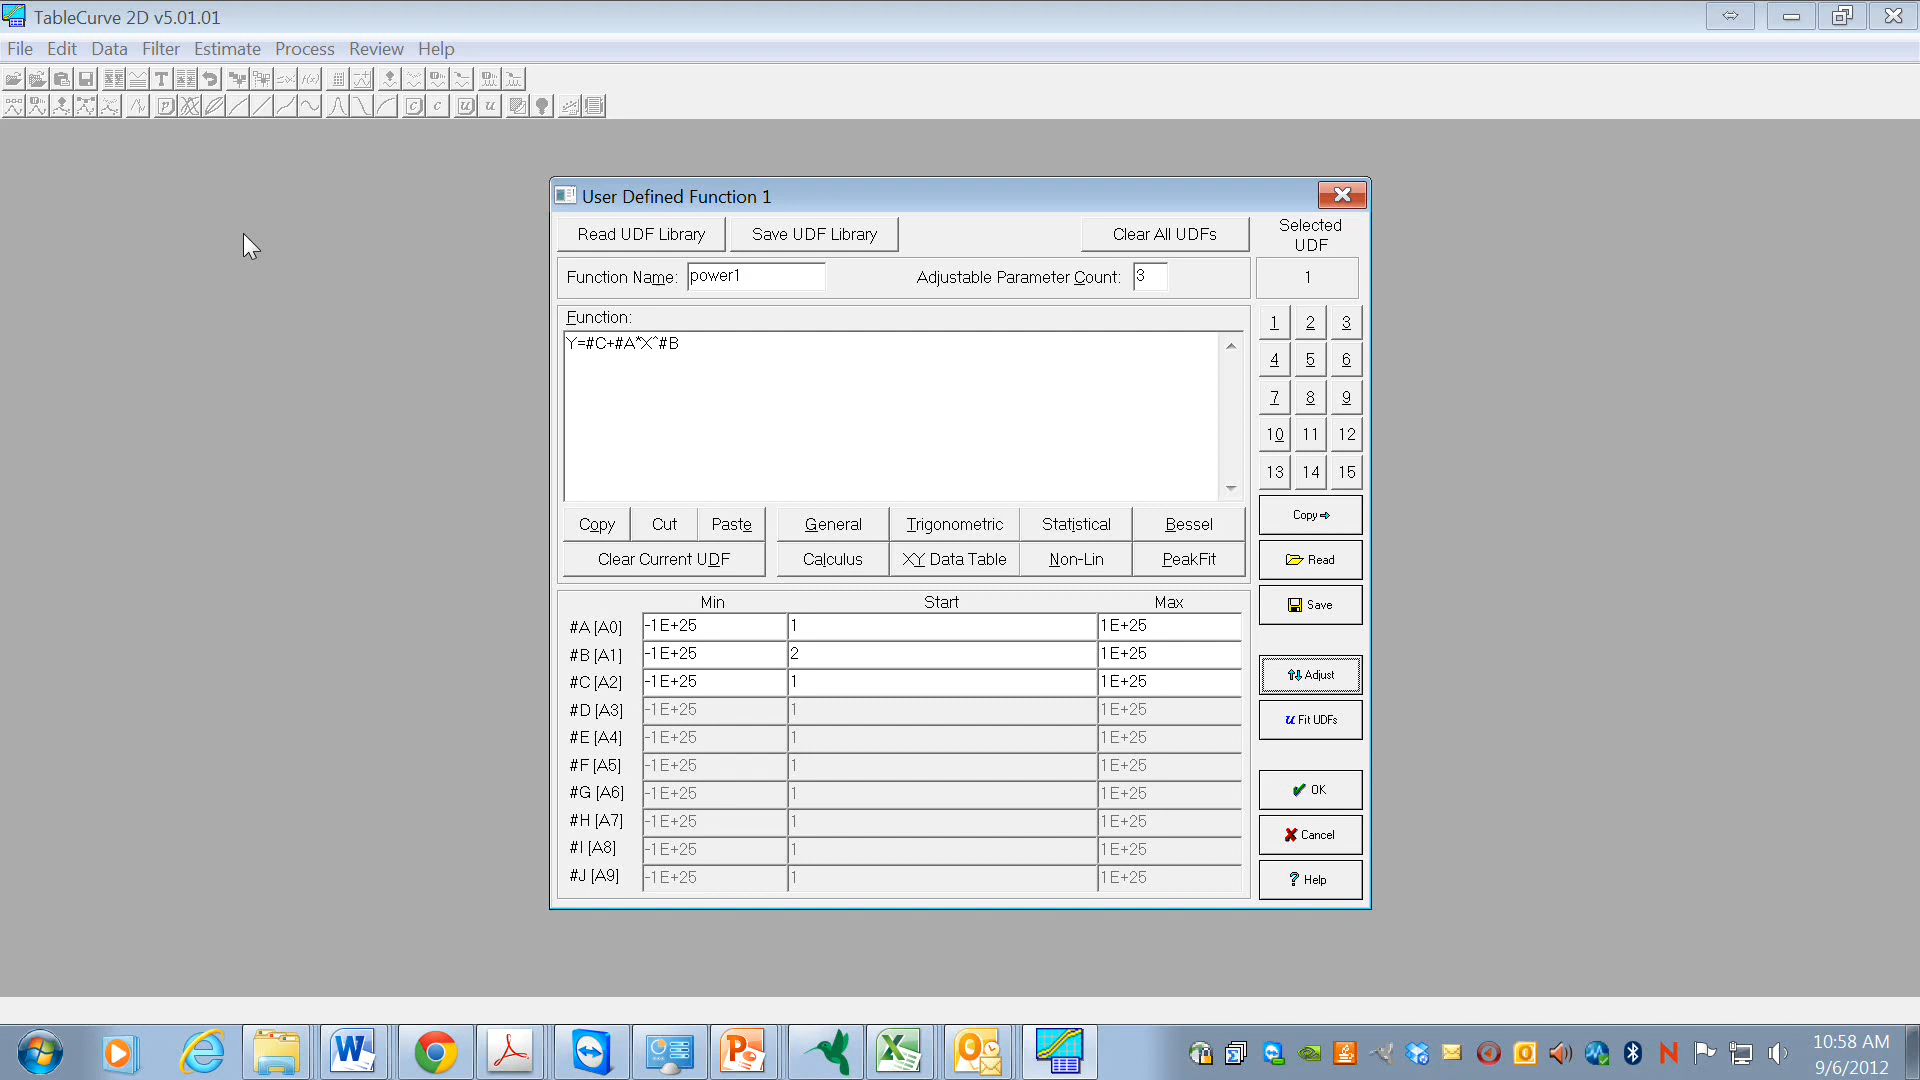 TableCurve 2D v5.01.01
File Edit Data Filter Estimate Process Review Help
User Defined Function 1
Read UDF Library Save UDF Library Clear All UDFs
Selected
UDF
Function Name: power1 Adjustable Parameter Count: 3 1
Function:
Y=#C+#A*X^#B
1 2 3
4 5 6
7 8 9
10 11 12
13 14 15
Copy
Read
Save
Adjust
Fit UDFs
OK
Cancel
Help
Copy Cut Paste General Trigonometric Statistical Bessel
Clear Current UDF Calculus XY Data Table Non-Lin PeakFit
Min Start Max
#A [A0] -1E+25 1 1E+25
#B [A1] -1E+25 2 1E+25
#C [A2] -1E+25 1 1E+25
#D [A3] -1E+25 1 1E+25
#E [A4] -1E+25 1 1E+25
#F [A5] -1E+25 1 1E+25
#G [A6] -1E+25 1 1E+25
#H [A7] -1E+25 1 1E+25
#I [A8] -1E+25 1 1E+25
#J [A9] -1E+25 1 1E+25
10:58 AM
9/6/2012